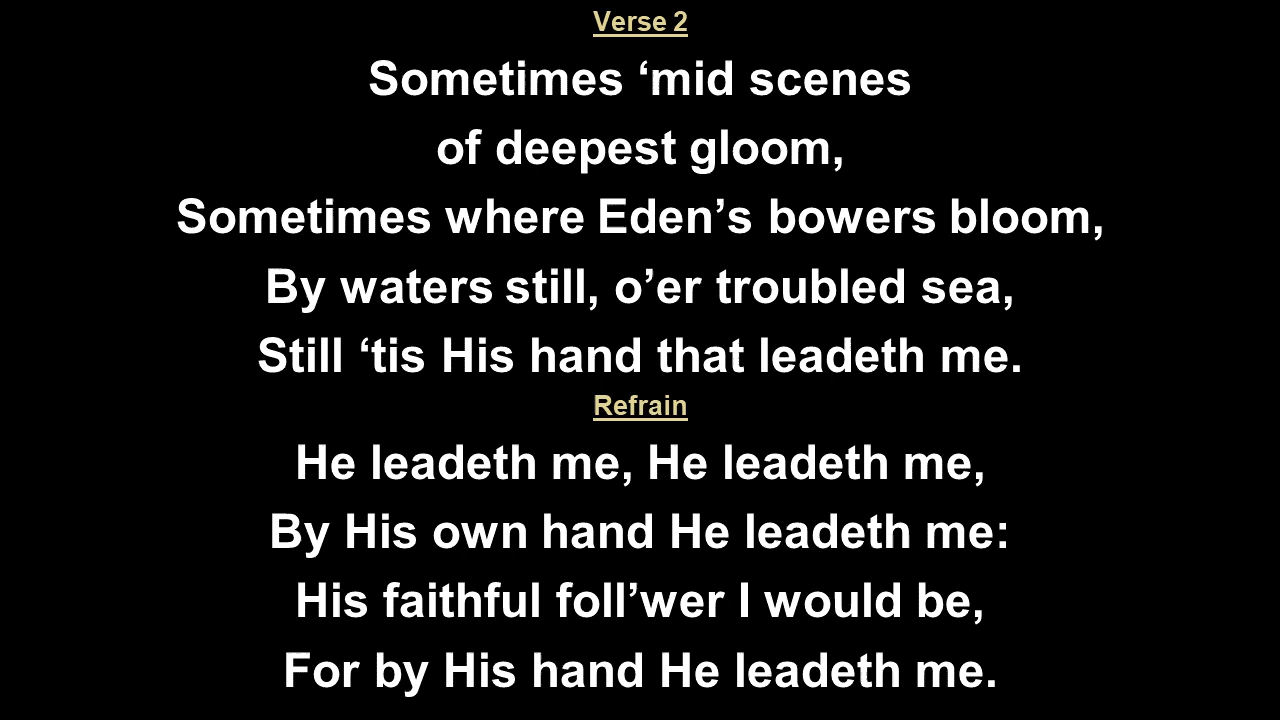 Verse 2
Sometimes ‘mid scenes
of deepest gloom,
Sometimes where Eden’s bowers bloom,
By waters still, o’er troubled sea,
Still ‘tis His hand that leadeth me.
Refrain
He leadeth me, He leadeth me,
By His own hand He leadeth me:
His faithful foll’wer I would be,
For by His hand He leadeth me.